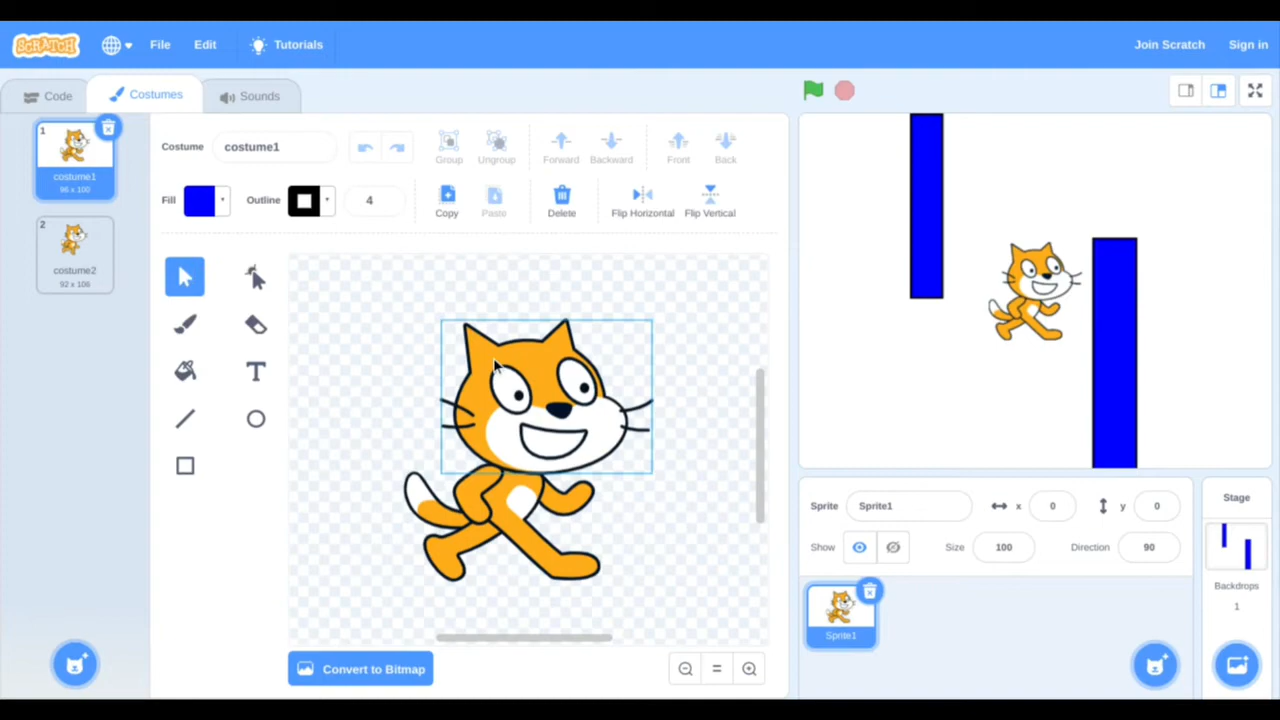 SCRATCH File Edit Tutorials Join Scratch Sign in
Code Costumes Sounds
1
costume1
96 x 100
2
costume2
92 x 106
Costume costume1 Group Ungroup Forward Backward Front Back
Fill Outline 4 Copy Paste Delete Flip Horizontal Flip Vertical
T
Convert to Bitmap
Sprite Sprite1 x 0 y 0
Show Size 100 Direction 90
Sprite1
Stage
Backdrops
1